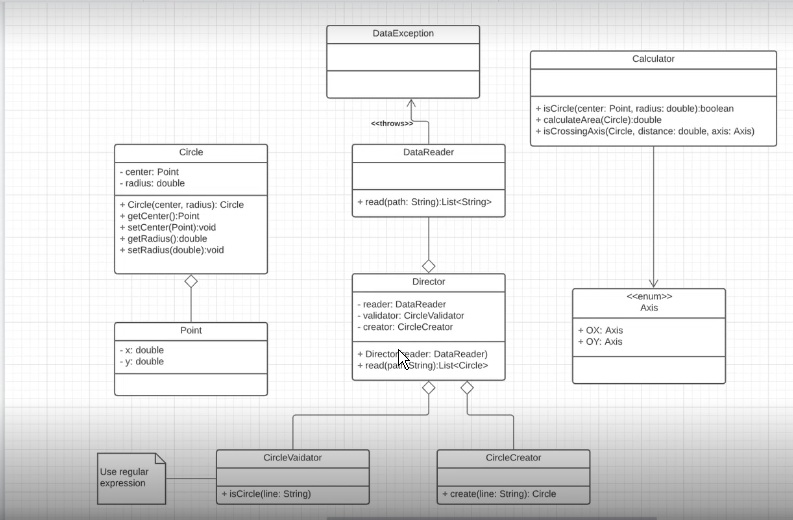 DataException
Calculator
+ isCircle(center: Point, radius: double):boolean
+ calculateArea(Circle):double
+ isCrossingAxis(Circle, distance: double, axis: Axis)
<<throws>>
Circle
- center: Point
- radius: double
+ Circle(center, radius): Circle
+ getCenter():Point
+ setCenter(Point):void
+ getRadius():double
+ setRadius(double):void
DataReader
+ read(path: String):List<String>
Director
- reader: DataReader
- validator: CircleValidator
- creator: CircleCreator
+ Director(reader: DataReader)
+ read(path: String):List<Circle>
<<enum>>
Axis
+ OX: Axis
+ OY: Axis
Point
- x: double
- y: double
Use regular
expression
CircleVaidator
+ isCircle(line: String)
CircleCreator
+ create(line: String): Circle